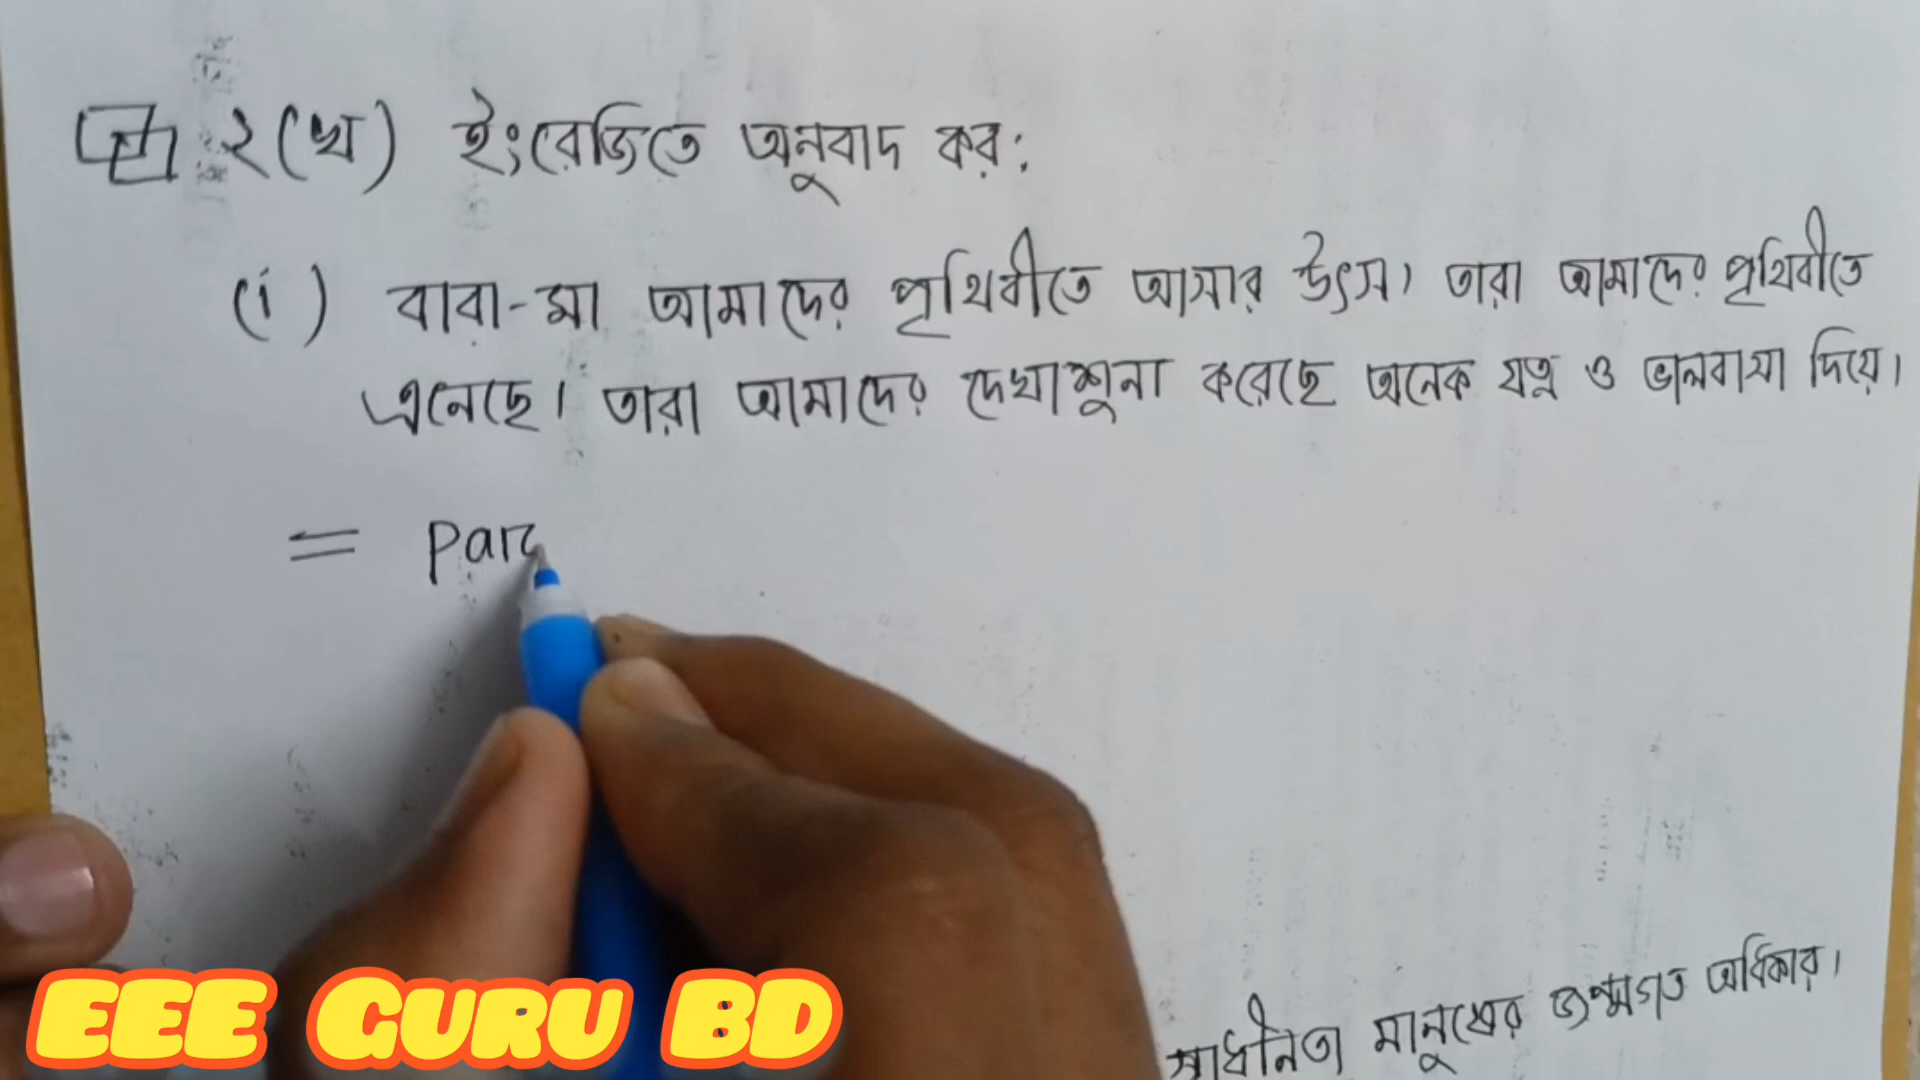 ২(খ) ইংরেজিতে অনুবাদ কর:
(i) বাবা-মা আমাদের পৃথিবীতে আসার উৎস। তারা আমাদের পৃথিবীতে
এনেছে। তারা আমাদের দেখাশুনা করেছে অনেক যত্ন ও ভালবাসা দিয়ে।
= Pare
স্বাধীনতা মানুষের জন্মগত অধিকার।
EEE GURU BD